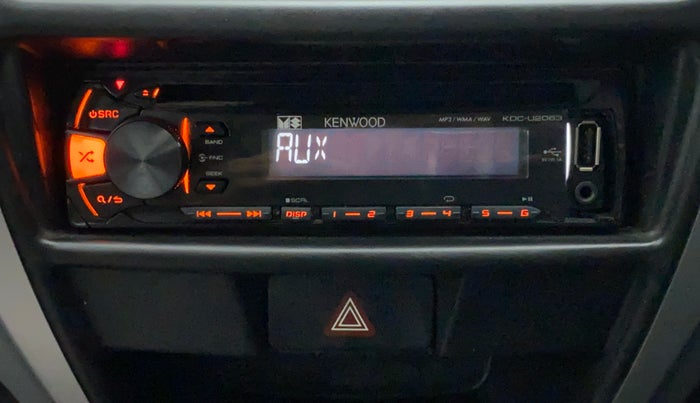 SRC
KENWOOD
MP3/WMA/WAV
KDC-U2063
BAND
AUX
FNC
SEEK
SCRL
DISP
1 — 2
3 — 4
5 — 6